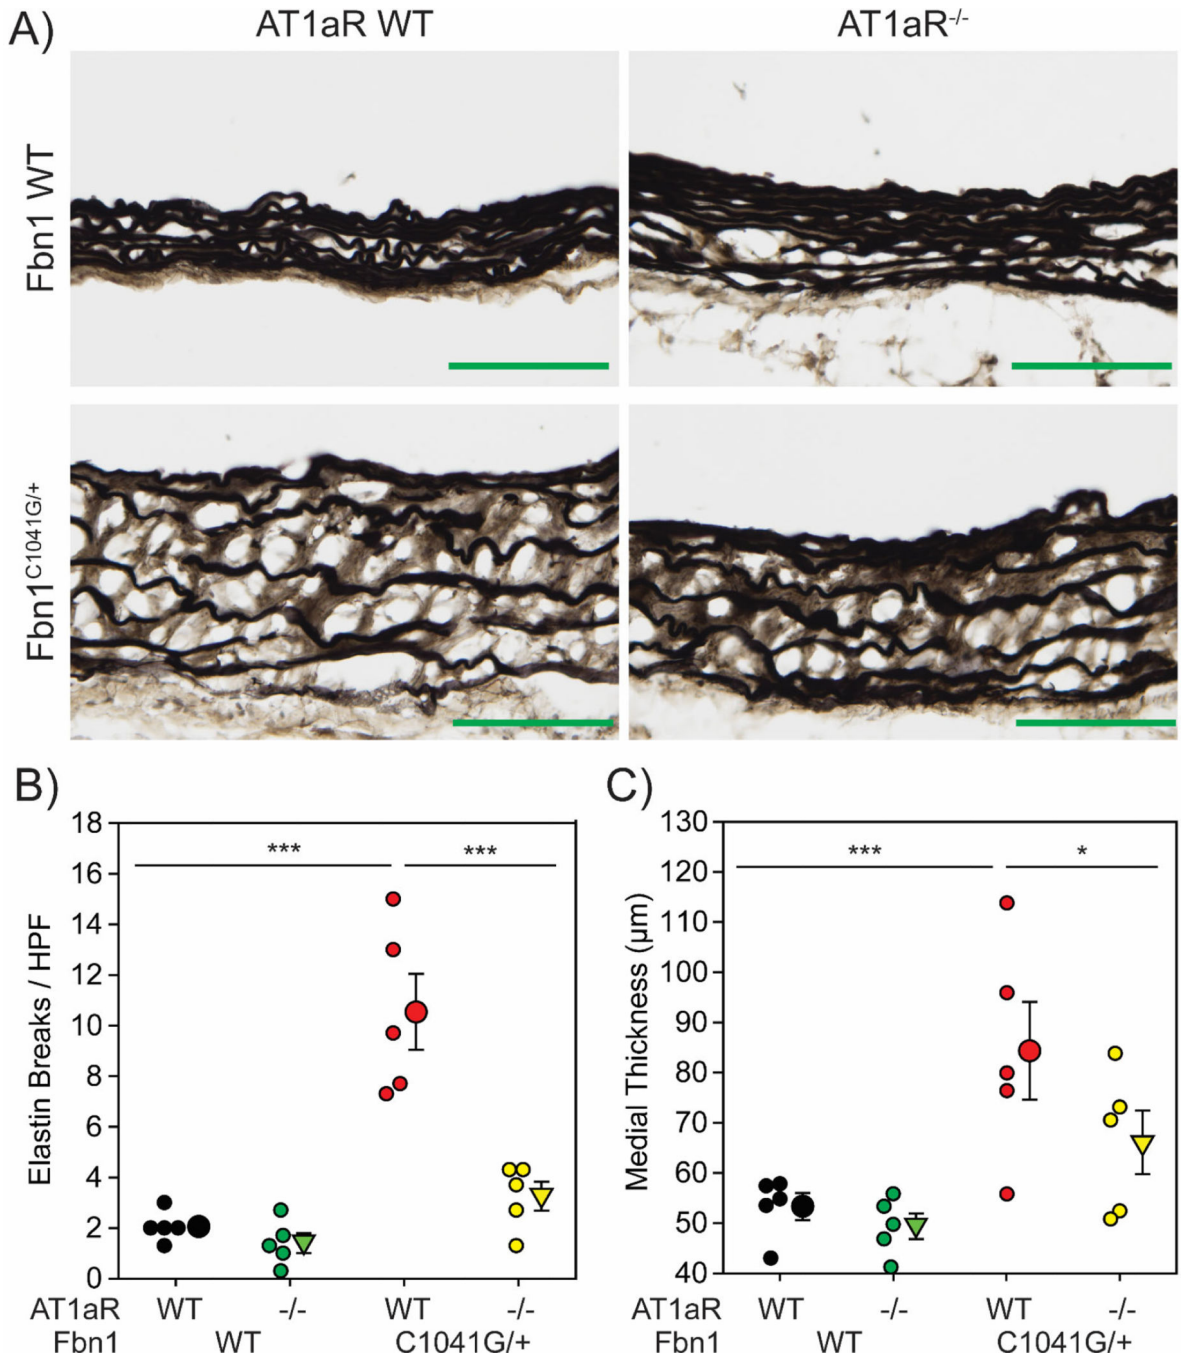 A)
AT1aR WT
AT1aR-/-
Fbn1 WT
Fbn1C1041G/+
B)
18
16
14
12
10
8
6
4
2
0
Elastin Breaks / HPF
***
***
AT1aR WT -/- WT -/-
Fbn1 WT C1041G/+
C)
130
120
110
100
90
80
70
60
50
40
Medial Thickness (µm)
***
*
AT1aR WT -/- WT -/-
Fbn1 WT C1041G/+